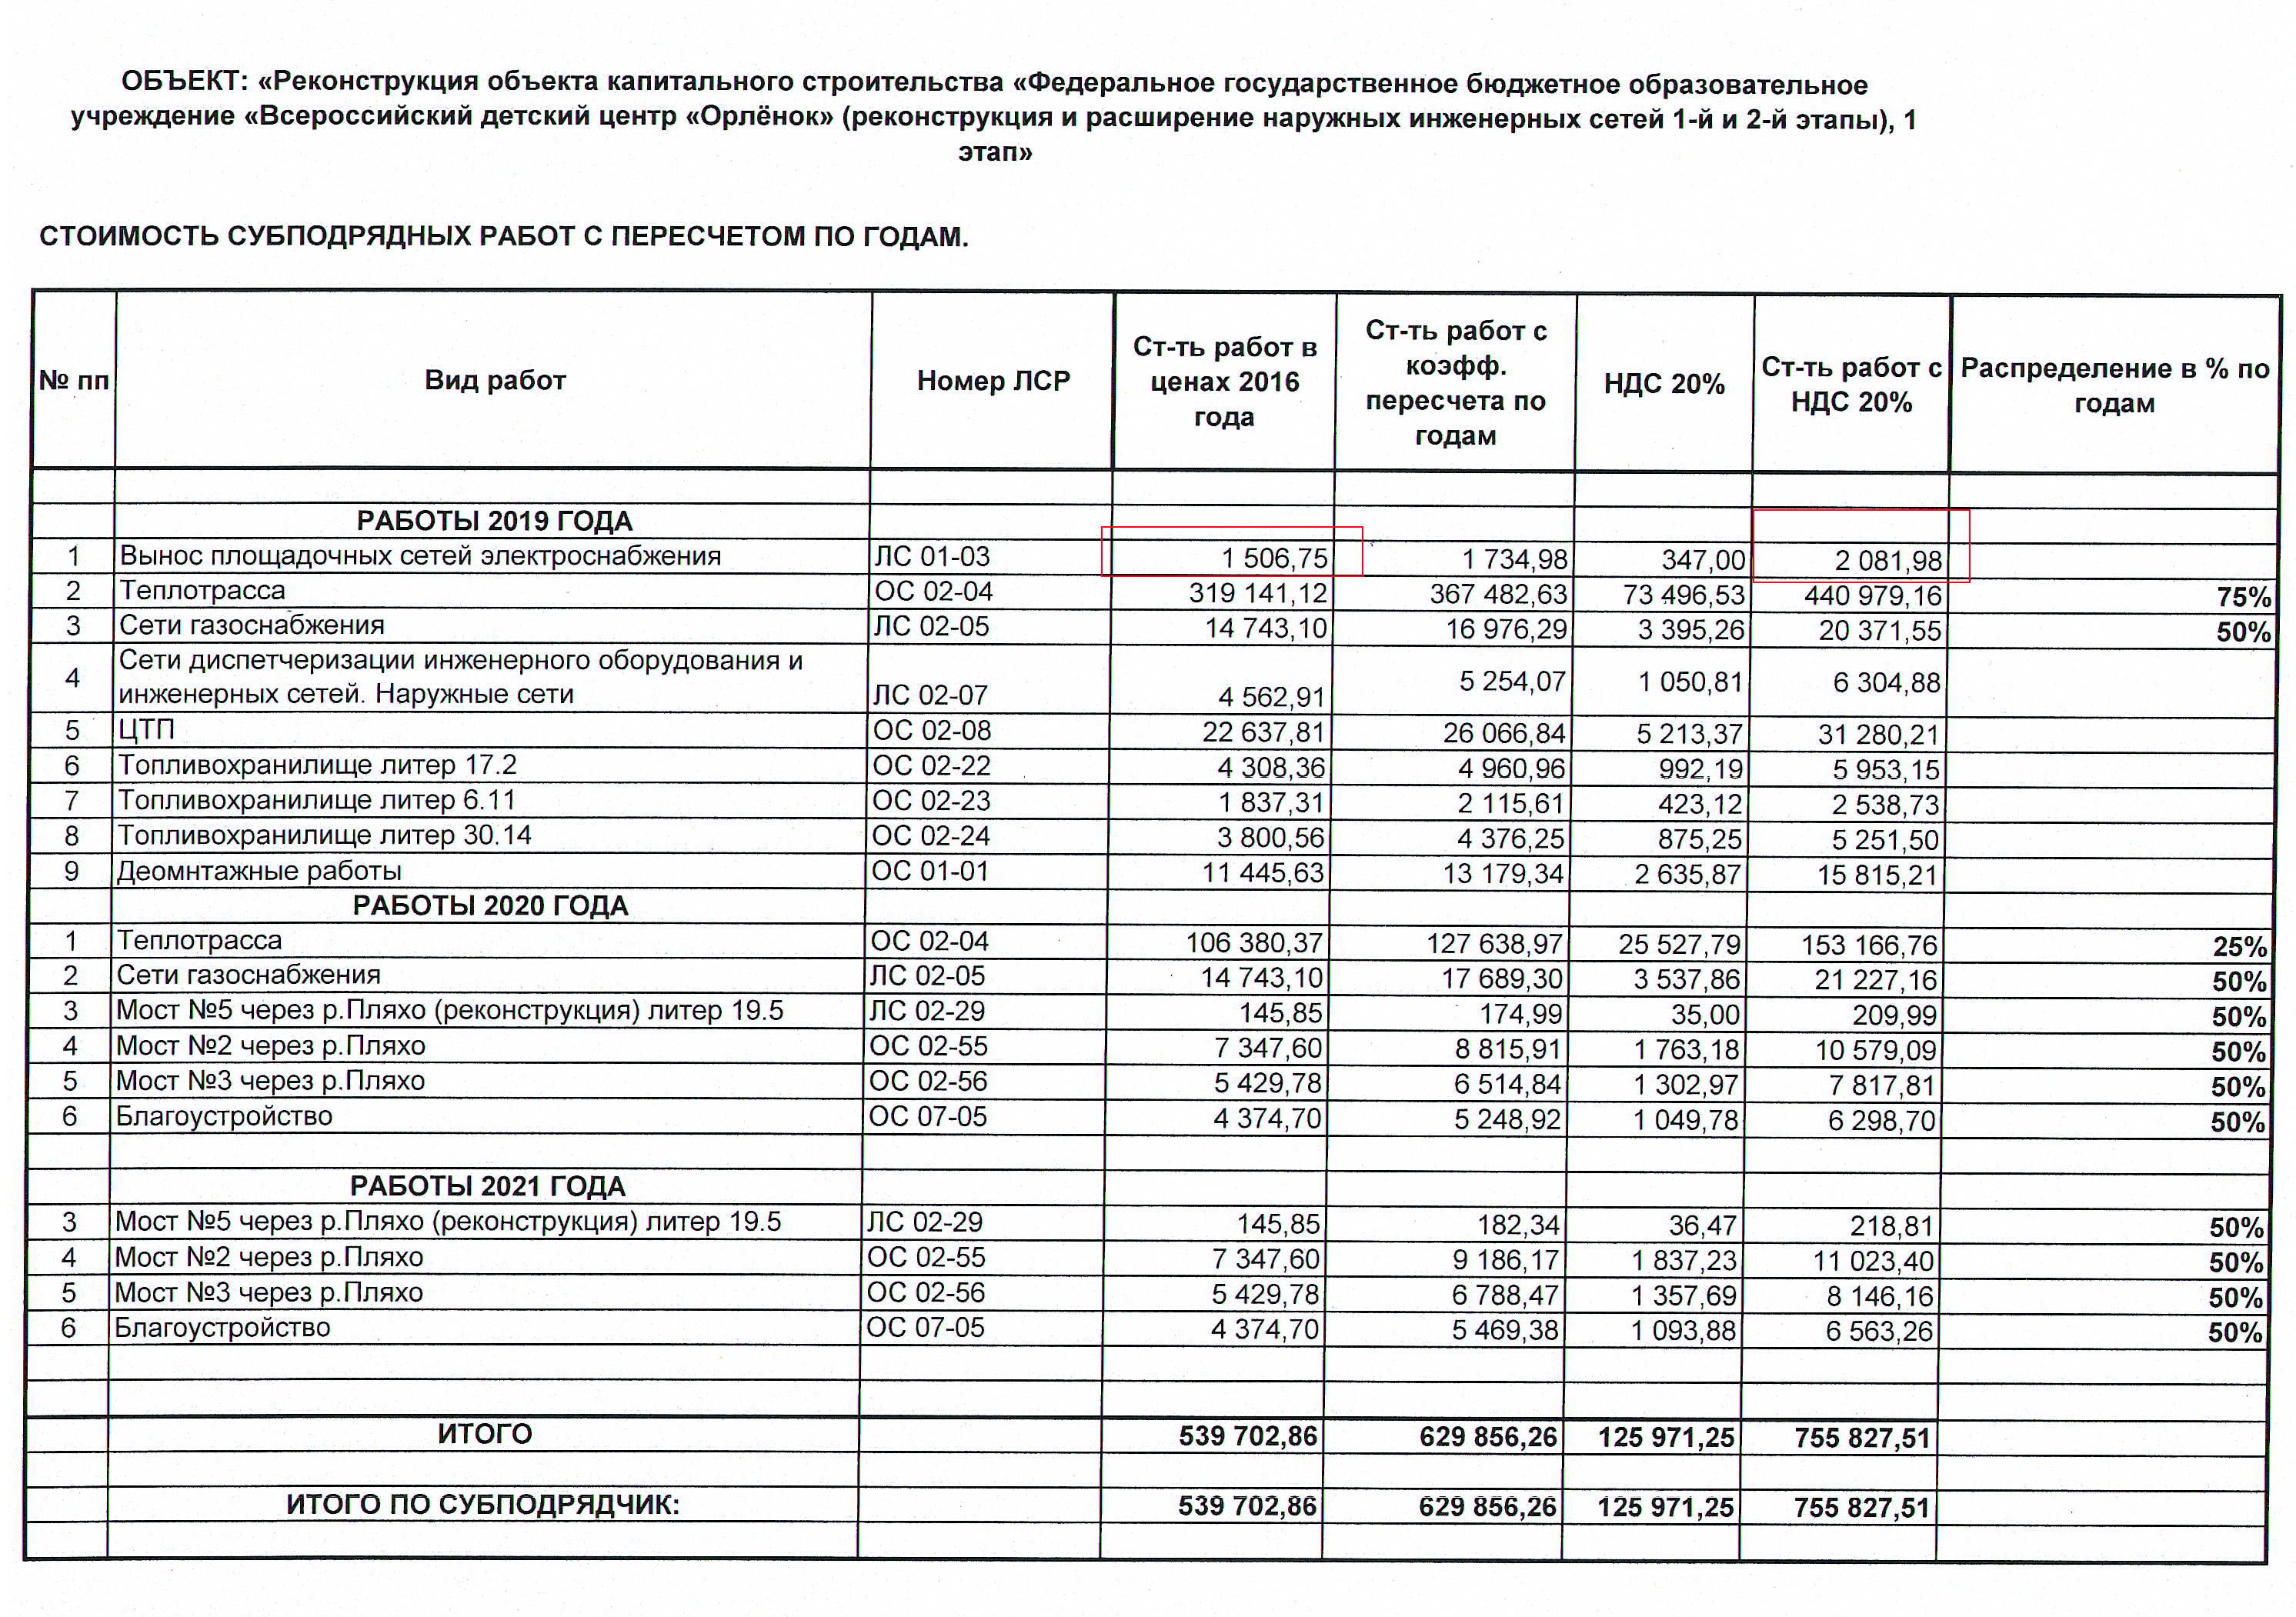 ОБЪЕКТ: «Реконструкция объекта капитального строительства «Федеральное государственное бюджетное образовательное
учреждение «Всероссийский детский центр «Орлёнок» (реконструкция и расширение наружных инженерных сетей 1-й и 2-й этапы), 1
этап»
СТОИМОСТЬ СУБПОДРЯДНЫХ РАБОТ С ПЕРЕСЧЕТОМ ПО ГОДАМ.
№ пп Вид работ Номер ЛСР Ст-ть работ в ценах 2016 года Ст-ть работ с коэфф. пересчета по годам НДС 20% Ст-ть работ с НДС 20% Распределение в % по годам
РАБОТЫ 2019 ГОДА
1 Вынос площадочных сетей электроснабжения ЛС 01-03 1 506,75 1 734,98 347,00 2 081,98
2 Теплотрасса ОС 02-04 319 141,12 367 482,63 73 496,53 440 979,16 75%
3 Сети газоснабжения ЛС 02-05 14 743,10 16 976,29 3 395,26 20 371,55 50%
4 Сети диспетчеризации инженерного оборудования и
инженерных сетей. Наружные сети ЛС 02-07 4 562,91 5 254,07 1 050,81 6 304,88
5 ЦТП ОС 02-08 22 637,81 26 066,84 5 213,37 31 280,21
6 Топливохранилище литер 17.2 ОС 02-22 4 308,36 4 960,96 992,19 5 953,15
7 Топливохранилище литер 6.11 ОС 02-23 1 837,31 2 115,61 423,12 2 538,73
8 Топливохранилище литер 30.14 ОС 02-24 3 800,56 4 376,25 875,25 5 251,50
9 Деомнтажные работы ОС 01-01 11 445,63 13 179,34 2 635,87 15 815,21
РАБОТЫ 2020 ГОДА
1 Теплотрасса ОС 02-04 106 380,37 127 638,97 25 527,79 153 166,76 25%
2 Сети газоснабжения ЛС 02-05 14 743,10 17 689,30 3 537,86 21 227,16 50%
3 Мост №5 через р.Пляхо (реконструкция) литер 19.5 ЛС 02-29 145,85 174,99 35,00 209,99 50%
4 Мост №2 через р.Пляхо ОС 02-55 7 347,60 8 815,91 1 763,18 10 579,09 50%
5 Мост №3 через р.Пляхо ОС 02-56 5 429,78 6 514,84 1 302,97 7 817,81 50%
6 Благоустройство ОС 07-05 4 374,70 5 248,92 1 049,78 6 298,70 50%
РАБОТЫ 2021 ГОДА
3 Мост №5 через р.Пляхо (реконструкция) литер 19.5 ЛС 02-29 145,85 182,34 36,47 218,81 50%
4 Мост №2 через р.Пляхо ОС 02-55 7 347,60 9 186,17 1 837,23 11 023,40 50%
5 Мост №3 через р.Пляхо ОС 02-56 5 429,78 6 788,47 1 357,69 8 146,16 50%
6 Благоустройство ОС 07-05 4 374,70 5 469,38 1 093,88 6 563,26 50%
ИТОГО 539 702,86 629 856,26 125 971,25 755 827,51
ИТОГО ПО СУБПОДРЯДЧИК: 539 702,86 629 856,26 125 971,25 755 827,51